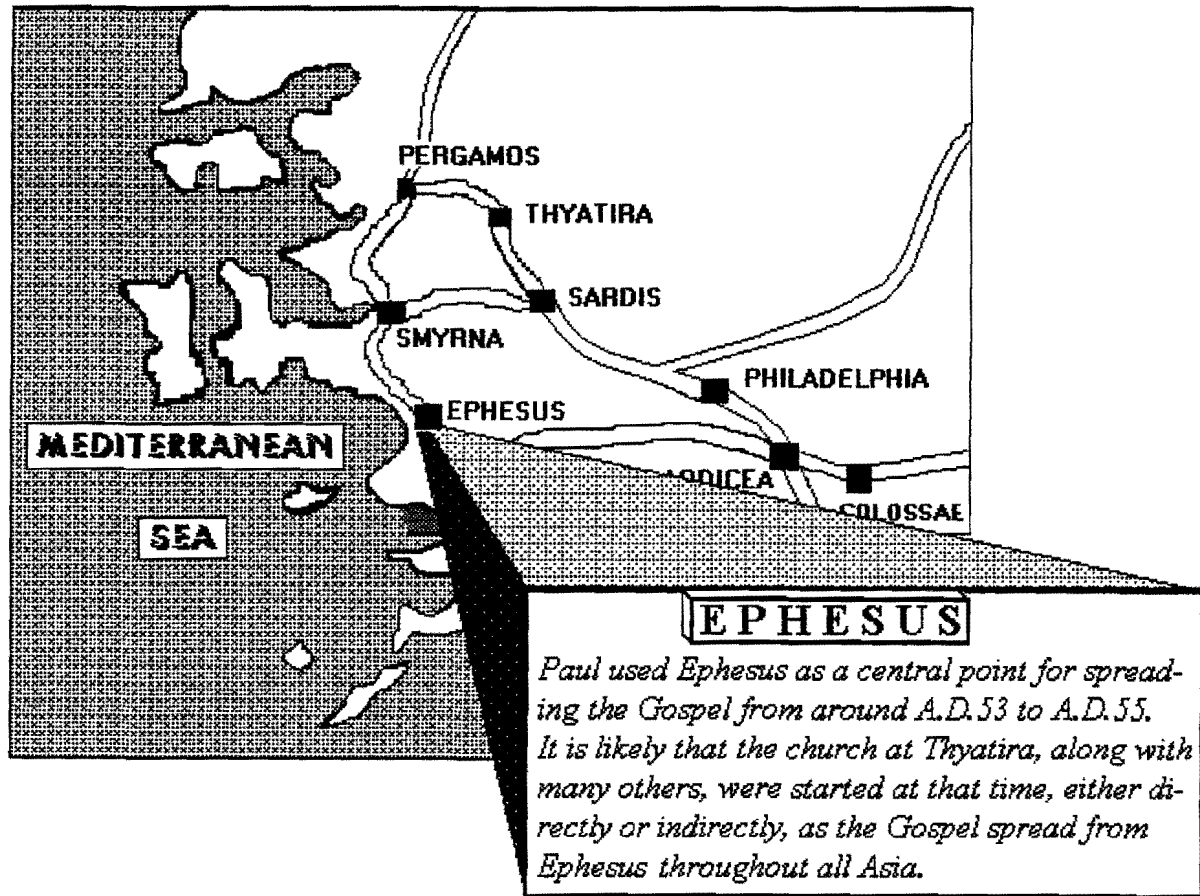 PERGAMOS
THYATIRA
SARDIS
SMYRNA
PHILADELPHIA
EPHESUS
MEDITERRANEAN
AODICEA
COLOSSAE
SEA
EPHESUS
Paul used Ephesus as a central point for spread-
ing the Gospel from around A.D.53 to A.D.55.
It is likely that the church at Thyatira, along with
many others, were started at that time, either di-
rectly or indirectly, as the Gospel spread from
Ephesus throughout all Asia.